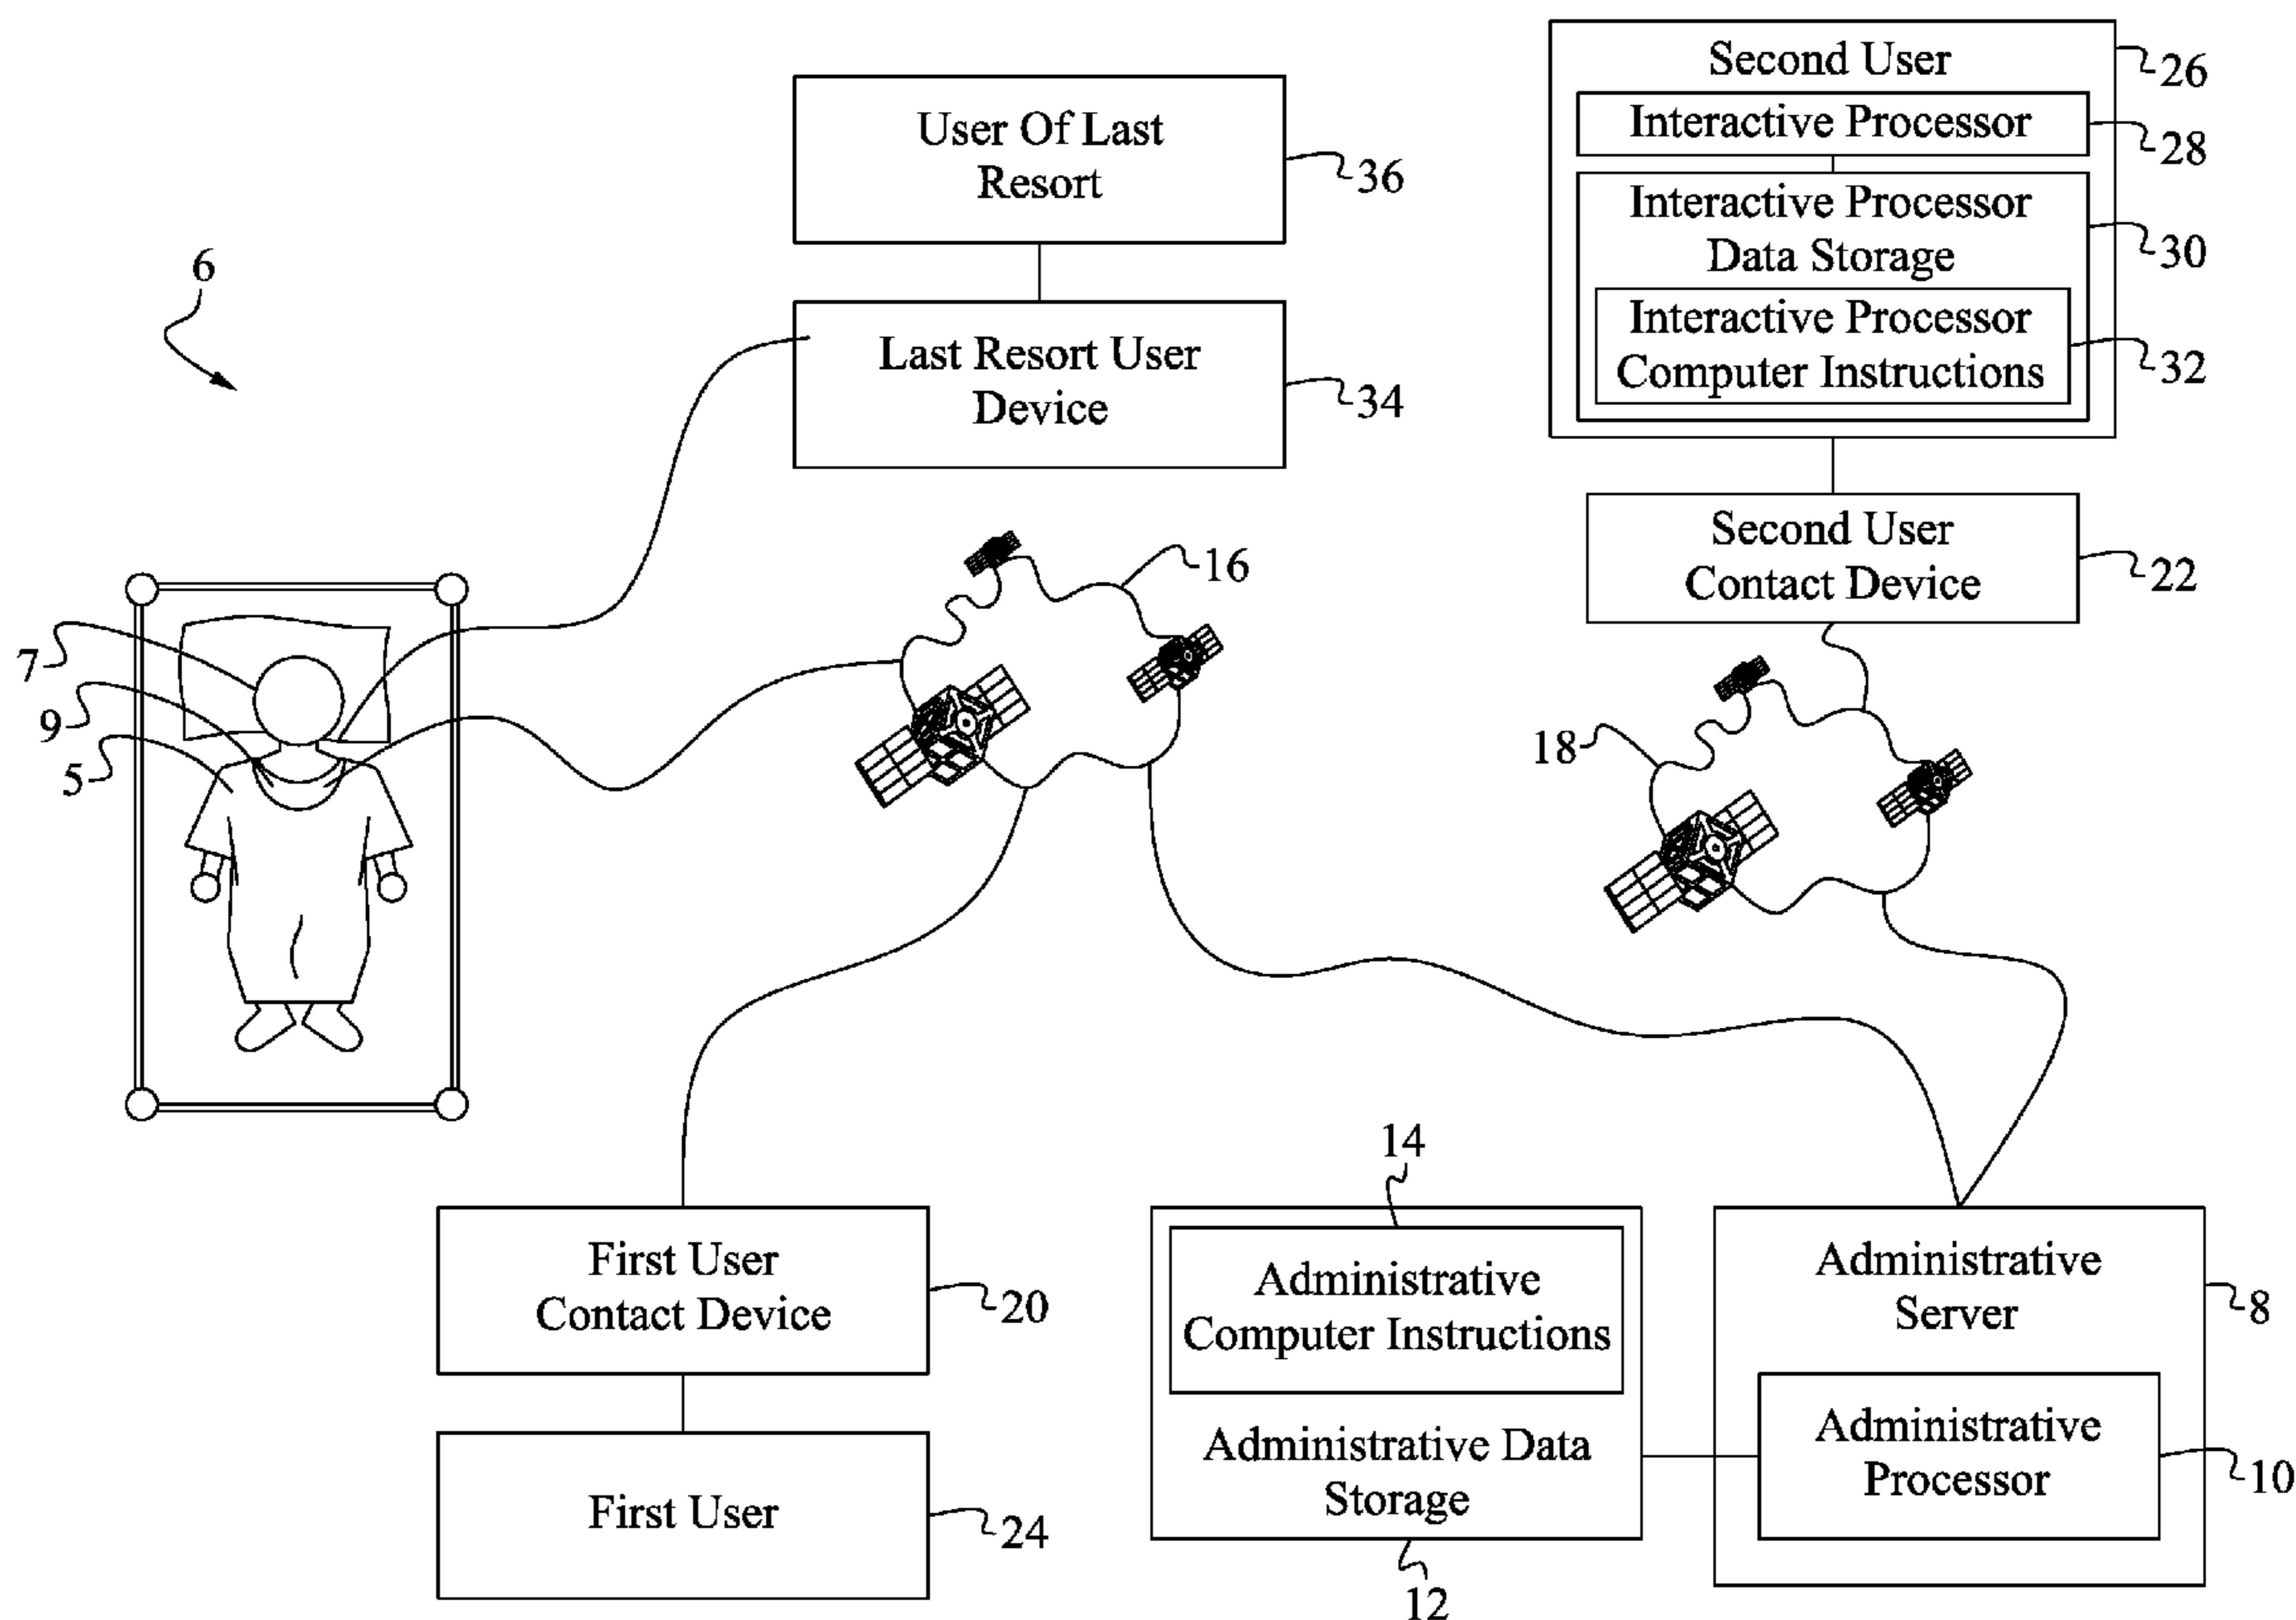 6
User Of Last
Resort
36
Last Resort User
Device
34
Second User
26
Interactive Processor
28
Interactive Processor
Data Storage
30
Interactive Processor
Computer Instructions
32
Second User
Contact Device
22
16
18
7
9
5
First User
Contact Device
20
First User
24
14
Administrative
Computer Instructions
Administrative Data
Storage
12
Administrative
Server
8
Administrative
Processor
10